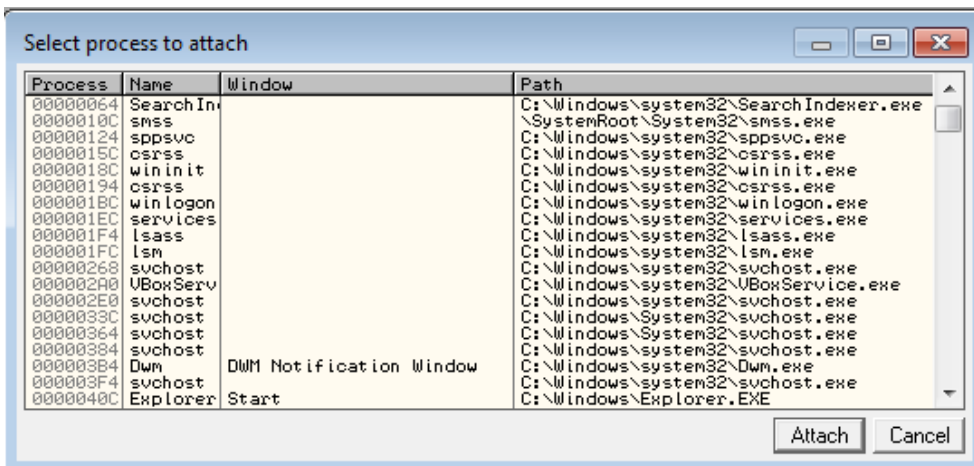 Select process to attach
Process Name Window Path
00000064 SearchIn C:\Windows\system32\SearchIndexer.exe
0000010C smss \SystemRoot\System32\smss.exe
00000124 sppsvc C:\Windows\system32\sppsvc.exe
0000015C csrss C:\Windows\system32\csrss.exe
0000018C wininit C:\Windows\system32\wininit.exe
00000194 csrss C:\Windows\system32\csrss.exe
000001BC winlogon C:\Windows\system32\winlogon.exe
000001EC services C:\Windows\system32\services.exe
000001F4 lsass C:\Windows\system32\lsass.exe
000001FC lsm C:\Windows\system32\lsm.exe
00000268 svchost C:\Windows\system32\svchost.exe
000002A0 VBoxServ C:\Windows\system32\VBoxService.exe
000002E0 svchost C:\Windows\system32\svchost.exe
0000033C svchost C:\Windows\System32\svchost.exe
00000364 svchost C:\Windows\System32\svchost.exe
00000384 svchost C:\Windows\system32\svchost.exe
000003B4 Dwm DWM Notification Window C:\Windows\system32\Dwm.exe
000003F4 svchost C:\Windows\system32\svchost.exe
0000040C Explorer Start C:\Windows\Explorer.EXE
Attach Cancel